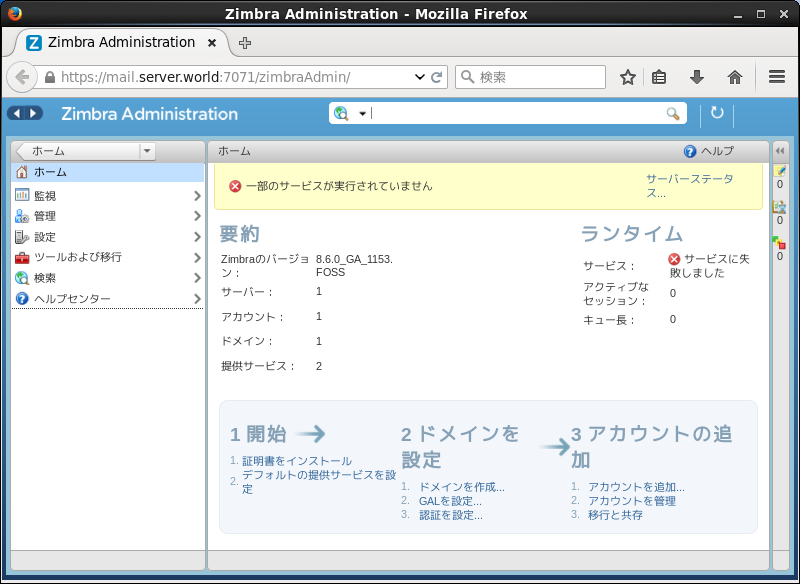 Zimbra Administration - Mozilla Firefox
Zimbra Administration
https://mail.server.world:7071/zimbraAdmin/
検索
Zimbra Administration
ホーム
ホーム
ヘルプ
ホーム
監視
管理
設定
ツールおよび移行
検索
ヘルプセンター
一部のサービスが実行されていません
サーバーステータ
ス...
要約
Zimbraのバージョ
ン：
8.6.0_GA_1153.
FOSS
サーバー：
1
アカウント：
1
ドメイン：
1
提供サービス：
2
ランタイム
サービス：
サービスに失
敗しました
アクティブな
セッション：
0
キュー長：
0
0
0
0
1 開始
1. 証明書をインストール
2. デフォルトの提供サービスを設
定
2 ドメインを
設定
1. ドメインを作成...
2. GALを設定...
3. 認証を設定...
3 アカウントの追
加
1. アカウントを追加...
2. アカウントを管理
3. 移行と共存